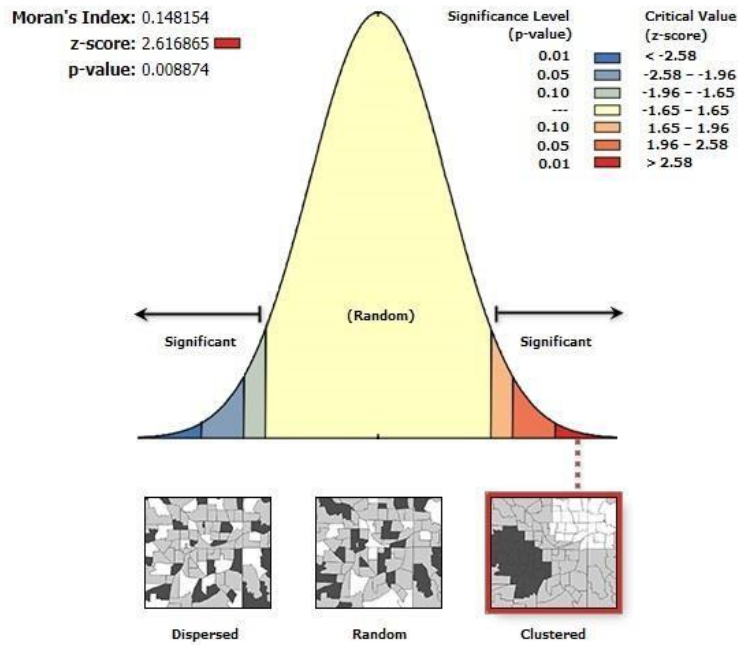 Moran's Index: 0.148154
z-score: 2.616865
p-value: 0.008874
Significance Level
(p-value)
Critical Value
(z-score)
0.01 < -2.58
0.05 -2.58 – -1.96
0.10 -1.96 – -1.65
--- -1.65 – 1.65
0.10 1.65 – 1.96
0.05 1.96 – 2.58
0.01 > 2.58
Significant
(Random)
Significant
Dispersed
Random
Clustered